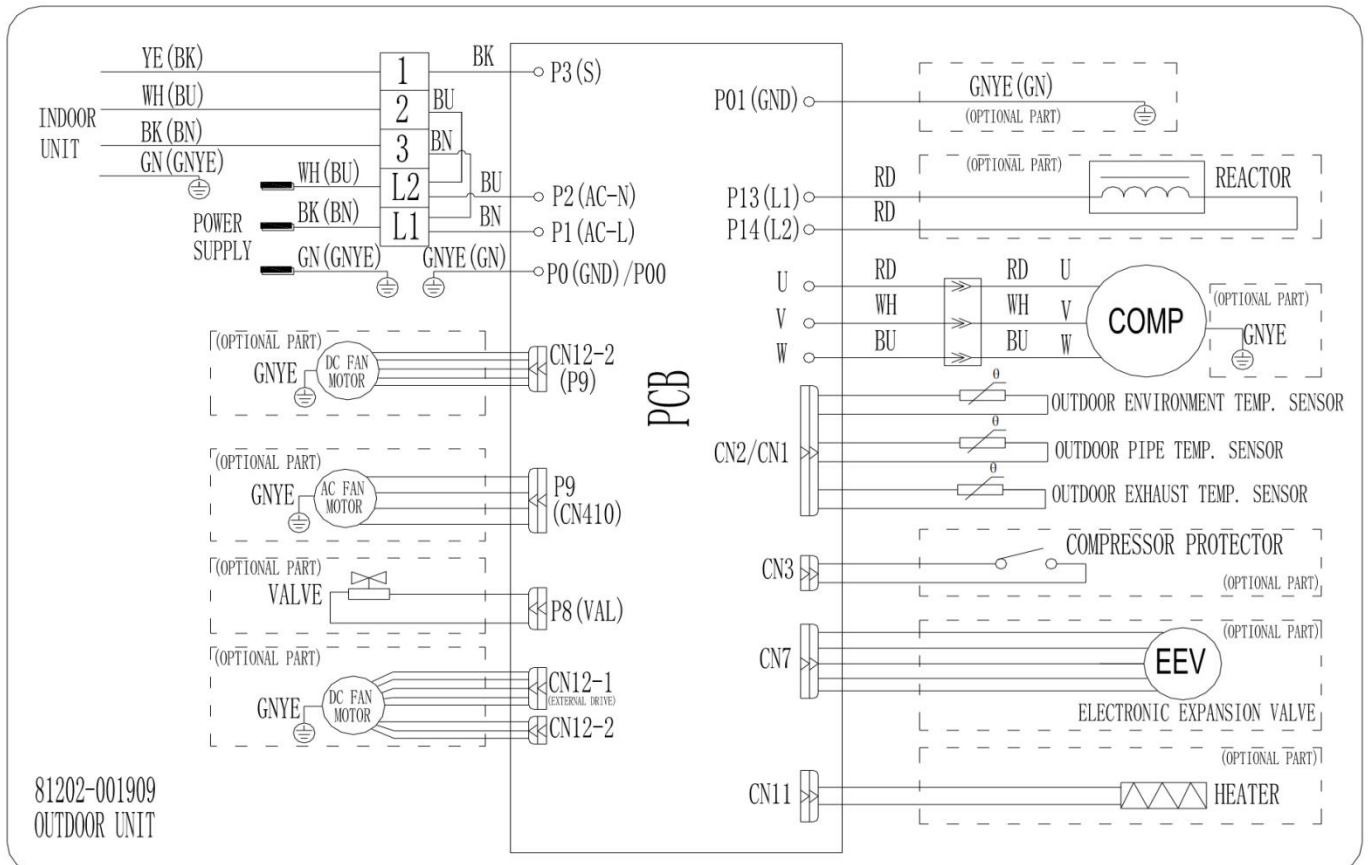 YE(BK)
1
BK
P3(S)
WH(BU)
2
BU
INDOOR
UNIT
BK(BN)
3
BN
GN(GNYE)
WH(BU)
L2
BU
P2(AC-N)
POWER
SUPPLY
BK(BN)
L1
BN
P1(AC-L)
GN(GNYE)
GNYE(GN)
P0(GND)/P00
(OPTIONAL PART)
GNYE
DC FAN
MOTOR
CN12-2
(P9)
(OPTIONAL PART)
GNYE
AC FAN
MOTOR
P9
(CN410)
(OPTIONAL PART)
VALVE
P8(VAL)
(OPTIONAL PART)
GNYE
DC FAN
MOTOR
CN12-1
(EXTERNAL DRIVE)
CN12-2
81202-001909
OUTDOOR UNIT
PCB
P01(GND)
GNYE(GN)
(OPTIONAL PART)
(OPTIONAL PART)
P13(L1)
RD
REACTOR
P14(L2)
RD
U
RD
RD
U
V
WH
WH
V
W
BU
BU
W
COMP
(OPTIONAL PART)
GNYE
CN2/CN1
θ
OUTDOOR ENVIRONMENT TEMP. SENSOR
θ
OUTDOOR PIPE TEMP. SENSOR
θ
OUTDOOR EXHAUST TEMP. SENSOR
CN3
COMPRESSOR PROTECTOR
(OPTIONAL PART)
CN7
(OPTIONAL PART)
EEV
ELECTRONIC EXPANSION VALVE
(OPTIONAL PART)
CN11
HEATER